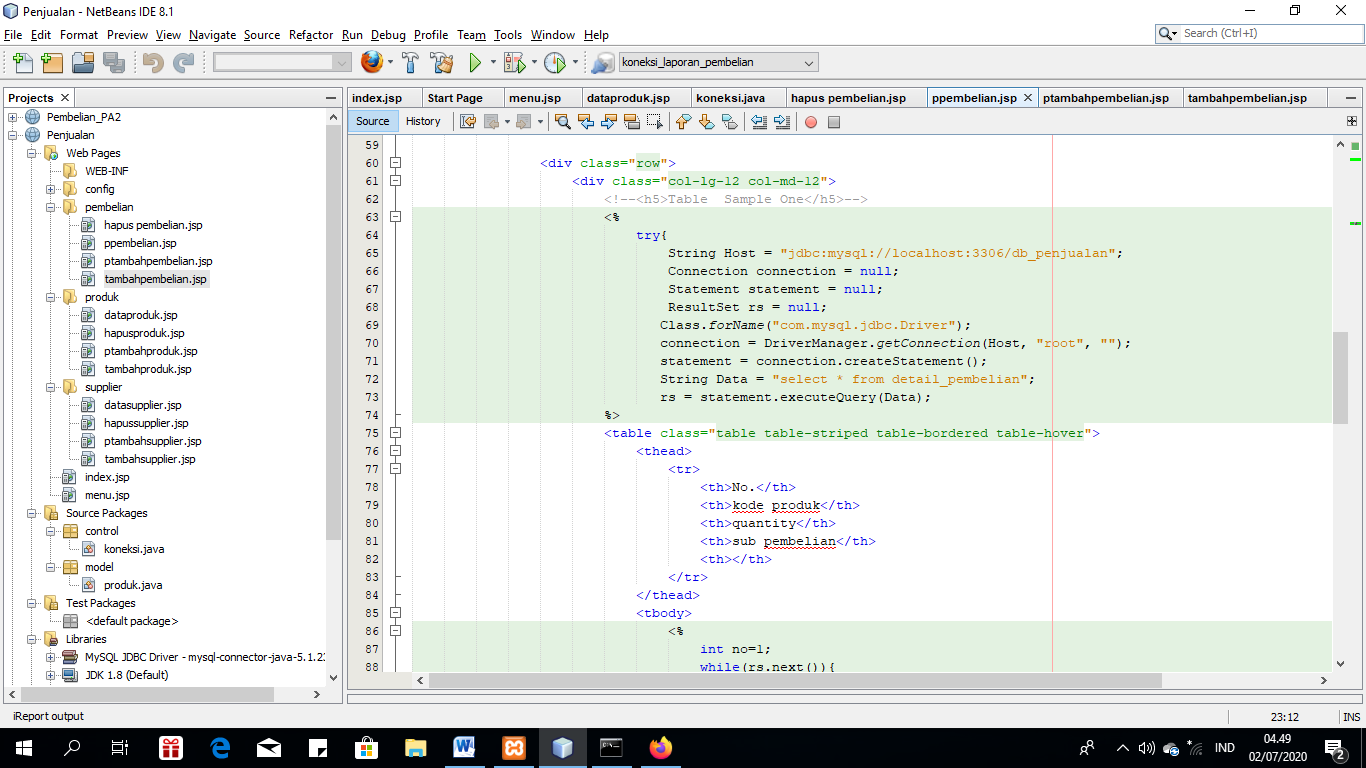 Penjualan - NetBeans IDE 8.1
File Edit Format Preview View Navigate Source Refactor Run Debug Profile Team Tools Window Help
Search (Ctrl+I)
koneksi_laporan_pembelian
Projects
index.jsp Start Page menu.jsp dataproduk.jsp koneksi.java hapus pembelian.jsp ppembelian.jsp ptambahpembelian.jsp tambahpembelian.jsp
Source History
Pembelian_PA2
Penjualan
Web Pages
WEB-INF
config
pembelian
hapus pembelian.jsp
ppembelian.jsp
ptambahpembelian.jsp
tambahpembelian.jsp
produk
dataproduk.jsp
hapusproduk.jsp
ptambahproduk.jsp
tambahproduk.jsp
supplier
datasupplier.jsp
hapussupplier.jsp
ptambahsupplier.jsp
tambahsupplier.jsp
index.jsp
menu.jsp
Source Packages
control
koneksi.java
model
produk.java
Test Packages
<default package>
Libraries
MySQL JDBC Driver - mysql-connector-java-5.1.23
JDK 1.8 (Default)
59
60 <div class="row">
61 <div class="col-lg-12 col-md-12">
62 <!--<h5>Table  Sample One</h5>-->
63 <%
64 try{
65 String Host = "jdbc:mysql://localhost:3306/db_penjualan";
66 Connection connection = null;
67 Statement statement = null;
68 ResultSet rs = null;
69 Class.forName("com.mysql.jdbc.Driver");
70 connection = DriverManager.getConnection(Host, "root", "");
71 statement = connection.createStatement();
72 String Data = "select * from detail_pembelian";
73 rs = statement.executeQuery(Data);
74 %>
75 <table class="table table-striped table-bordered table-hover">
76 <thead>
77 <tr>
78 <th>No.</th>
79 <th>kode produk</th>
80 <th>quantity</th>
81 <th>sub pembelian</th>
82 <th></th>
83 </tr>
84 </thead>
85 <tbody>
86 <%
87 int no=1;
88 while(rs.next()){
iReport output
23:12 INS
IND
04.49
02/07/2020
2